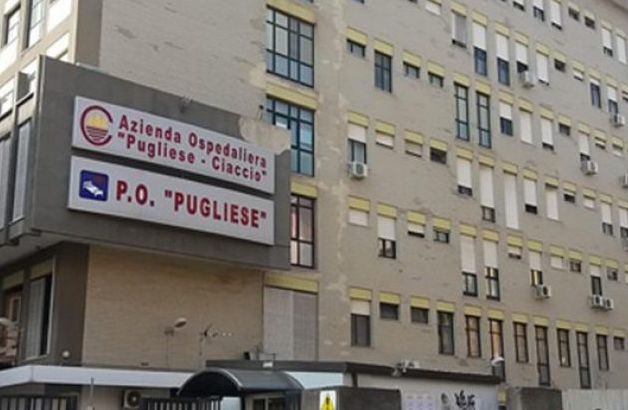 Azienda Ospedaliera
"Pugliese - Ciaccio"
P.O. "PUGLIESE"